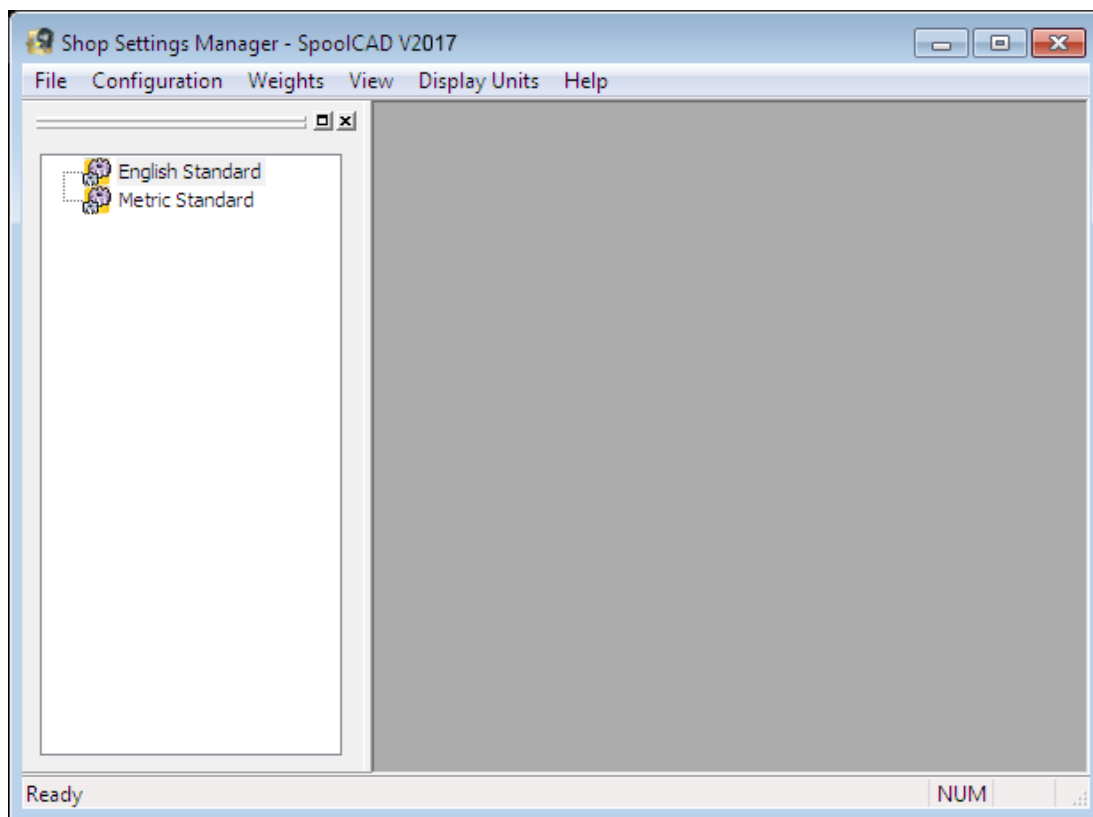 Shop Settings Manager - SpoolCAD V2017
File Configuration Weights View Display Units Help
English Standard
Metric Standard
Ready NUM